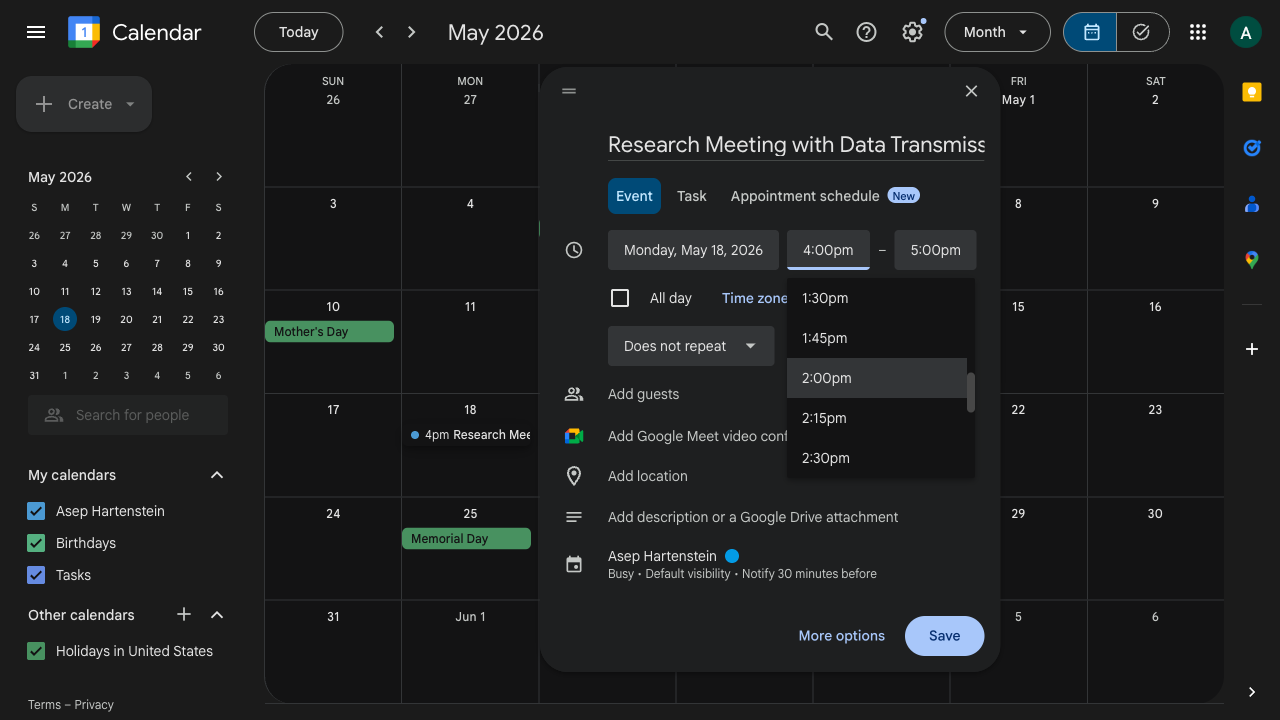 1
Calendar
Today
May 2026
Month
A
Create
May 2026
S M T W T F S
26 27 28 29 30 1 2
3 4 5 6 7 8 9
10 11 12 13 14 15 16
17 18 19 20 21 22 23
24 25 26 27 28 29 30
31 1 2 3 4 5 6
Search for people
My calendars
Asep Hartenstein
Birthdays
Tasks
Other calendars
Holidays in United States
Terms – Privacy
SUN MON FRI SAT
26 27 May 1 2
3 4 8 9
10 11 15 16
Mother's Day
17 18 22 23
4pm Research Mee
24 25 29 30
Memorial Day
31 Jun 1 5 6
Research Meeting with Data Transmiss
Event Task Appointment schedule New
Monday, May 18, 2026 4:00pm – 5:00pm
All day Time zone
Does not repeat
1:30pm
1:45pm
2:00pm
2:15pm
2:30pm
Add guests
Add Google Meet video conf
Add location
Add description or a Google Drive attachment
Asep Hartenstein
Busy • Default visibility • Notify 30 minutes before
More options Save